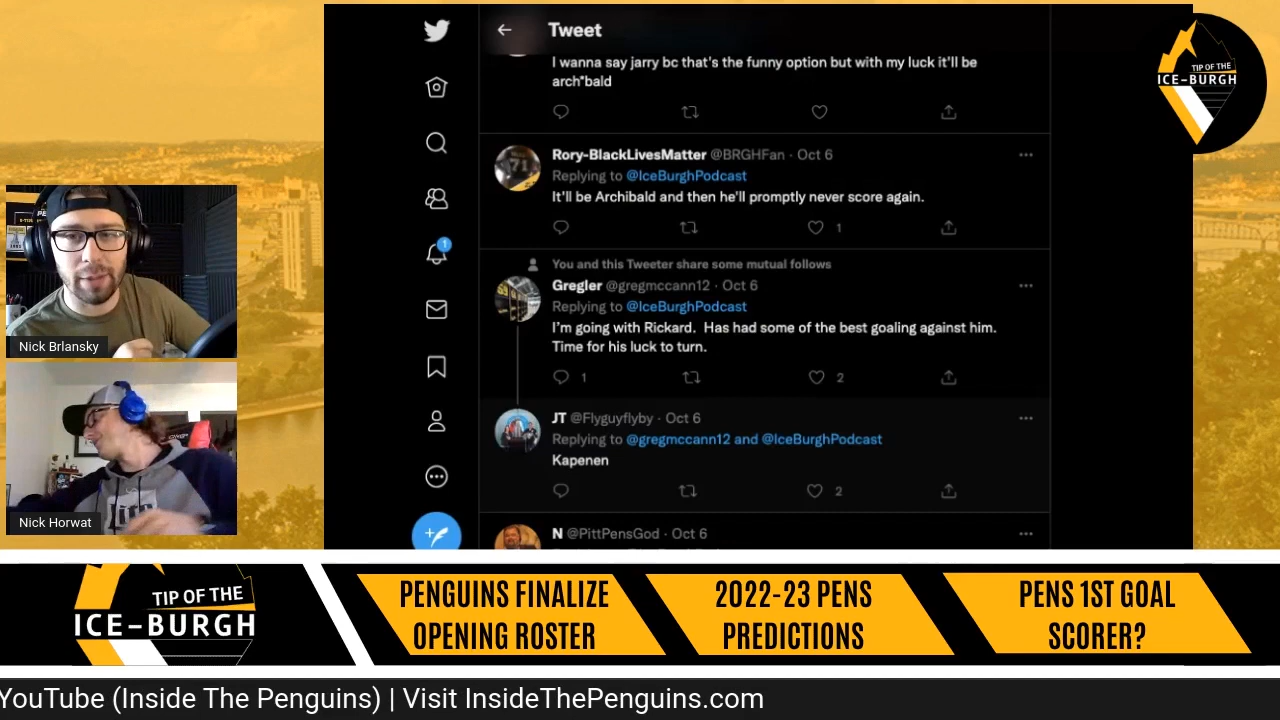 Tweet
I wanna say jarry bc that's the funny option but with my luck it'll be
arch*bald
Rory-BlackLivesMatter @BRGHFan · Oct 6
Replying to @IceBurghPodcast
It'll be Archibald and then he'll promptly never score again.
1
1
You and this Tweeter share some mutual follows
Gregler @gregmccann12 · Oct 6
Replying to @IceBurghPodcast
I'm going with Rickard. Has had some of the best goaling against him.
Time for his luck to turn.
1 2
JT @Flyguyflyby · Oct 6
Replying to @gregmccann12 and @IceBurghPodcast
Kapenen
2
N @PittPensGod · Oct 6
TIP OF THE
ICE-BURGH
Nick Brlansky
Nick Horwat
TIP OF THE
ICE-BURGH
PENGUINS FINALIZE
OPENING ROSTER
2022-23 PENS
PREDICTIONS
PENS 1ST GOAL
SCORER?
YouTube (Inside The Penguins) | Visit InsideThePenguins.com